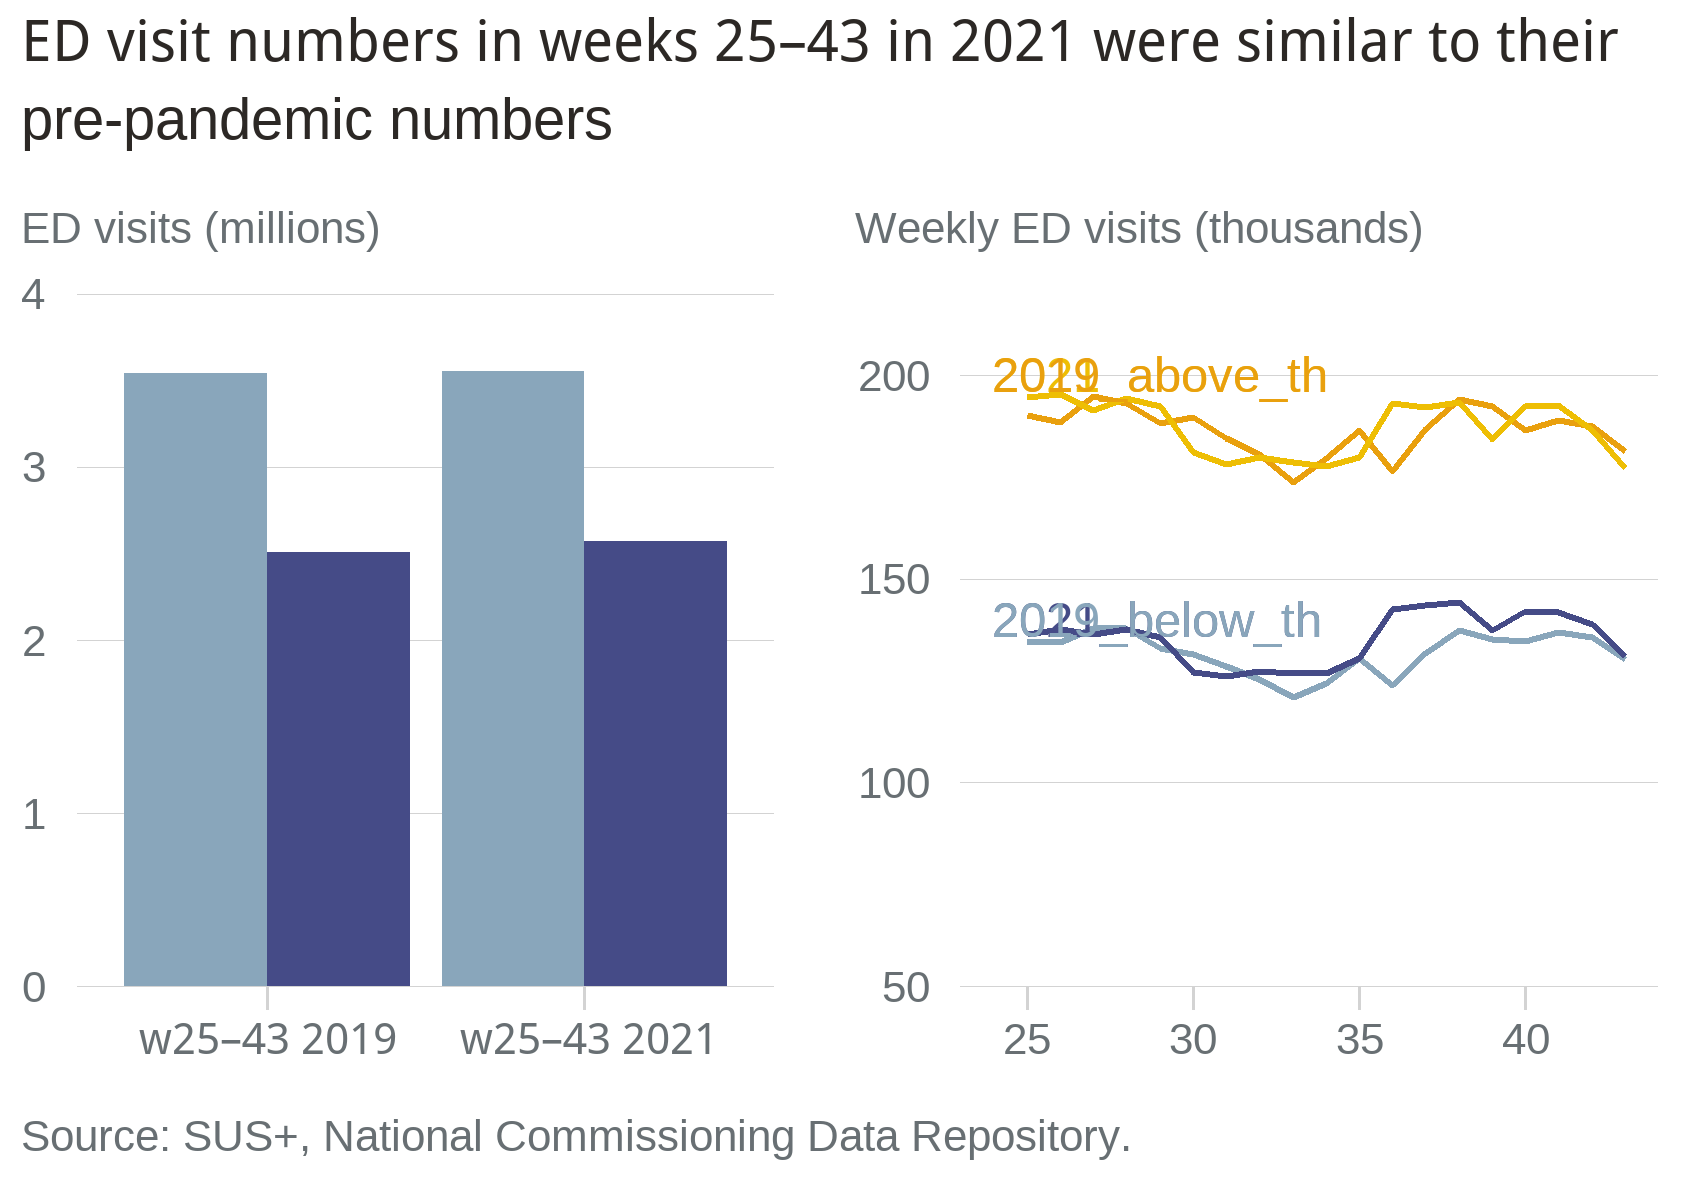 ED visit numbers in weeks 25–43 in 2021 were similar to their
pre-pandemic numbers
ED visits (millions)
4
3
2
1
0
w25–43 2019
w25–43 2021
Weekly ED visits (thousands)
200
150
100
50
2019_above_th
2019_below_th
25
30
35
40
Source: SUS+, National Commissioning Data Repository.